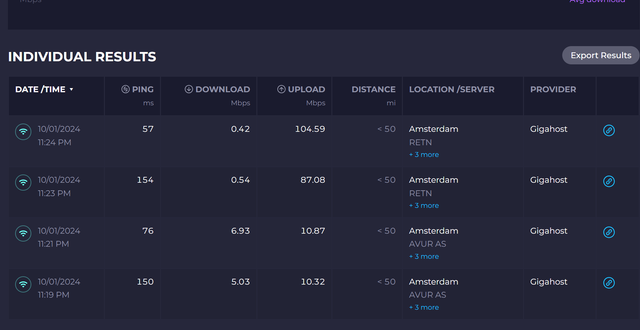 Mbps Avg download
INDIVIDUAL RESULTS Export Results
DATE /TIME PING DOWNLOAD UPLOAD DISTANCE LOCATION /SERVER PROVIDER
ms Mbps Mbps mi
10/01/2024 57 0.42 104.59 < 50 Amsterdam Gigahost
11:24 PM RETN
+ 3 more
10/01/2024 154 0.54 87.08 < 50 Amsterdam Gigahost
11:23 PM RETN
+ 3 more
10/01/2024 76 6.93 10.87 < 50 Amsterdam Gigahost
11:21 PM AVUR AS
+ 3 more
10/01/2024 150 5.03 10.32 < 50 Amsterdam Gigahost
11:19 PM AVUR AS
+ 3 more